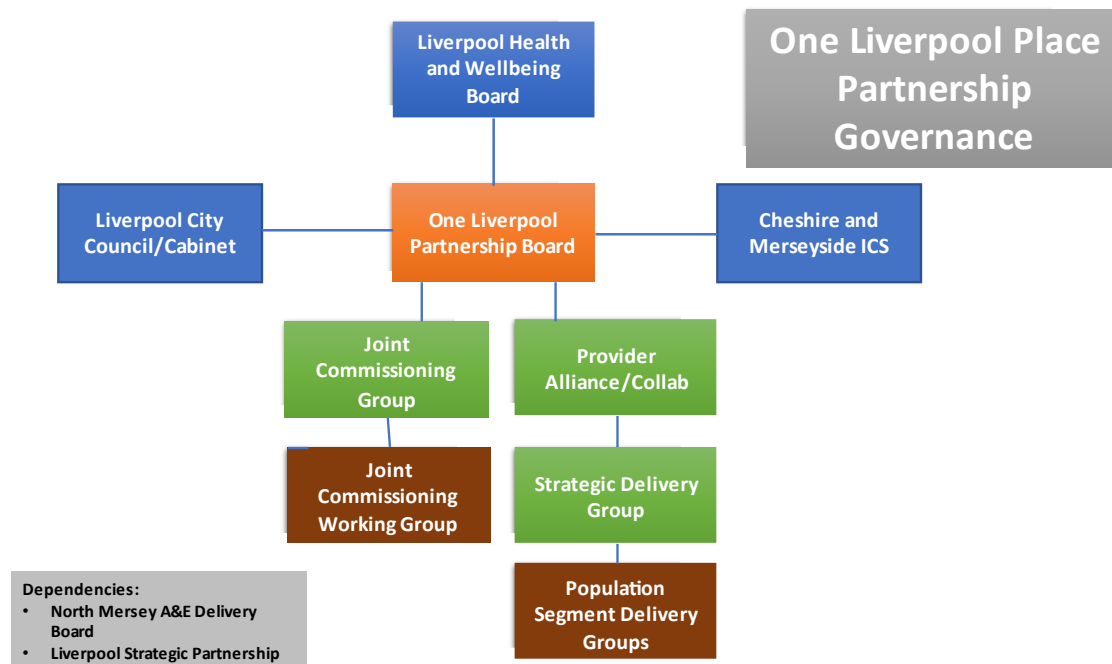 Liverpool Health
and Wellbeing
Board
One Liverpool Place
Partnership
Governance
Liverpool City
Council/Cabinet
One Liverpool
Partnership Board
Cheshire and
Merseyside ICS
Joint
Commissioning
Group
Provider
Alliance/Collab
Joint
Commissioning
Working Group
Strategic Delivery
Group
Population
Segment Delivery
Groups
Dependencies:
• North Mersey A&E Delivery
Board
• Liverpool Strategic Partnership